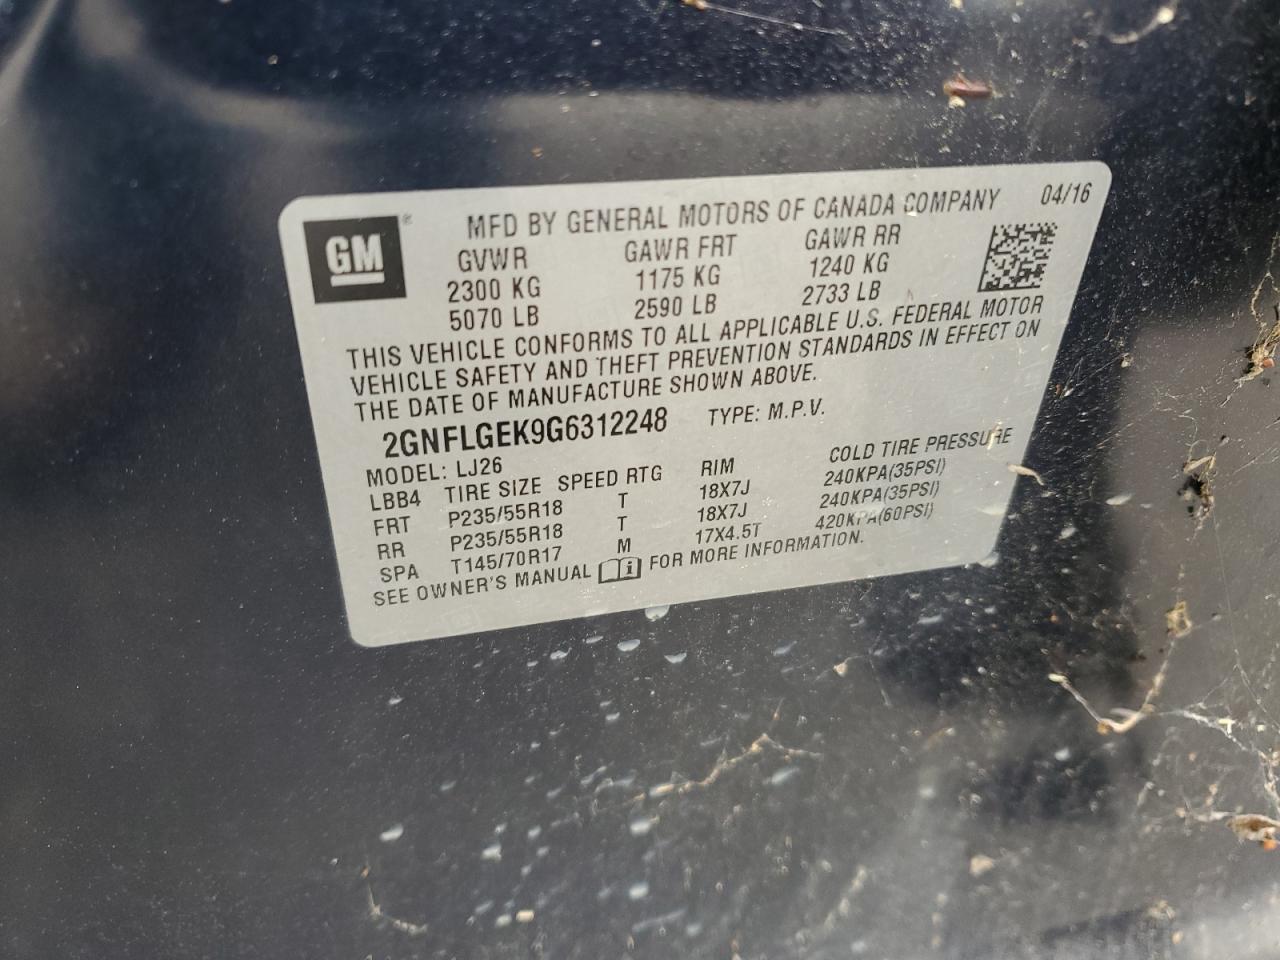 GM
MFD BY GENERAL MOTORS OF CANADA COMPANY 04/16
GVWR GAWR FRT GAWR RR
2300 KG 1175 KG 1240 KG
5070 LB 2590 LB 2733 LB
THIS VEHICLE CONFORMS TO ALL APPLICABLE U.S. FEDERAL MOTOR
VEHICLE SAFETY AND THEFT PREVENTION STANDARDS IN EFFECT ON
THE DATE OF MANUFACTURE SHOWN ABOVE.
2GNFLGEK9G6312248 TYPE: M.P.V.
MODEL: LJ26
LBB4 TIRE SIZE SPEED RTG RIM COLD TIRE PRESSURE
FRT P235/55R18 T 18X7J 240KPA(35PSI)
RR P235/55R18 T 18X7J 240KPA(35PSI)
SPA T145/70R17 M 17X4.5T 420KPA(60PSI)
SEE OWNER'S MANUAL i FOR MORE INFORMATION.